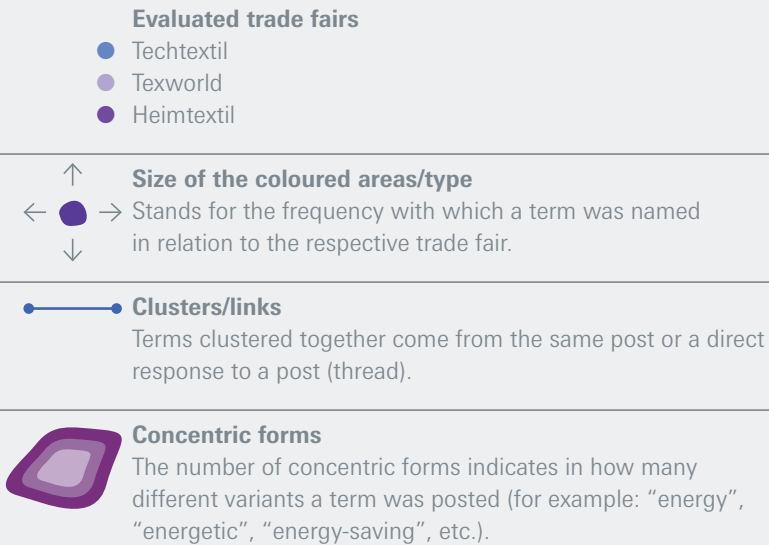 Evaluated trade fairs
Techtextil
Texworld
Heimtextil
Size of the coloured areas/type
Stands for the frequency with which a term was named
in relation to the respective trade fair.
Clusters/links
Terms clustered together come from the same post or a direct
response to a post (thread).
Concentric forms
The number of concentric forms indicates in how many
different variants a term was posted (for example: “energy”,
“energetic”, “energy-saving”, etc.).